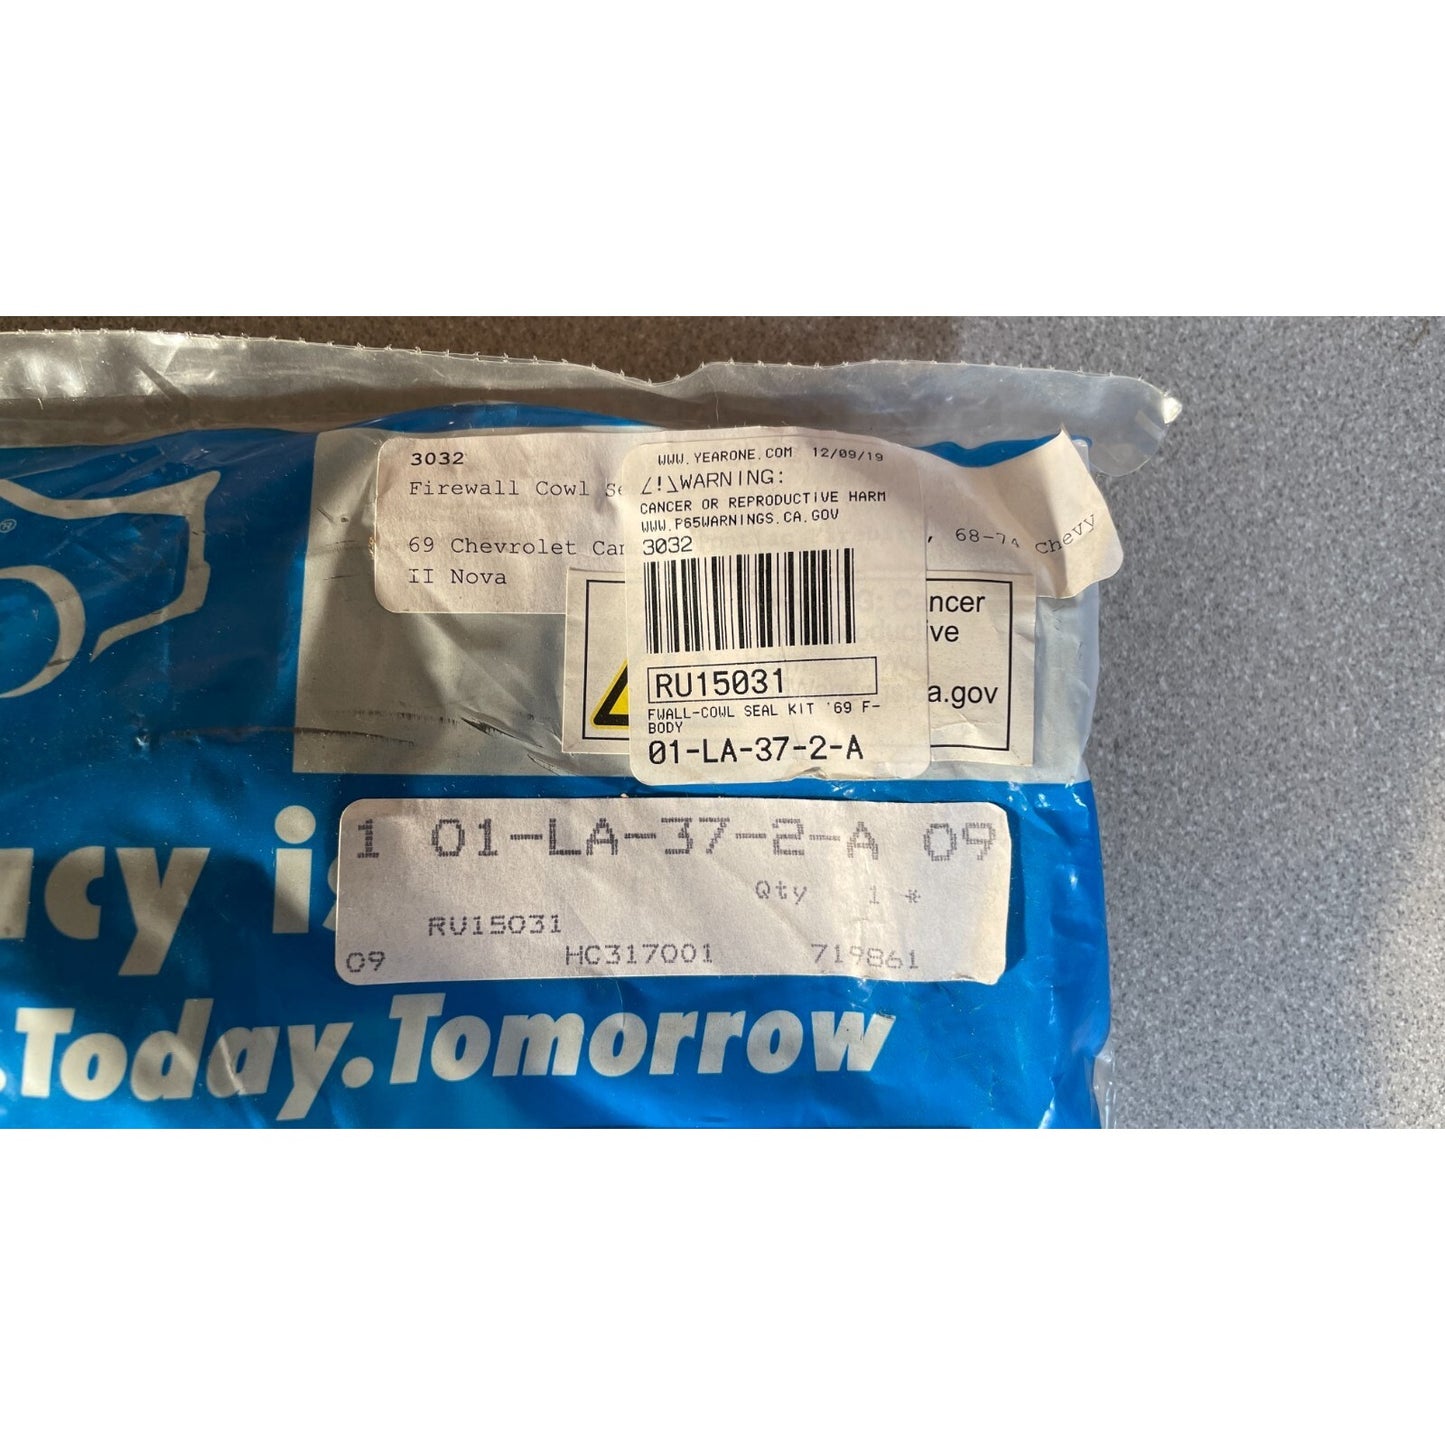 ®
3032
Firewall Cowl
69 Chevrolet
, 68-74 Chevy
II Nova
WWW.YEARONE.COM 12/09/19
WARNING:
CANCER OR REPRODUCTIVE HARM
WWW.P65WARNINGS.CA.GOV
3032
RU15031
FWALL-COWL SEAL KIT '69 F-
BODY
01-LA-37-2-A
ncer
ve
a.gov
1 01-LA-37-2-A 09
Qty 1 *
RU15031
09 HC317001 719861
acy is
.Today.Tomorrow